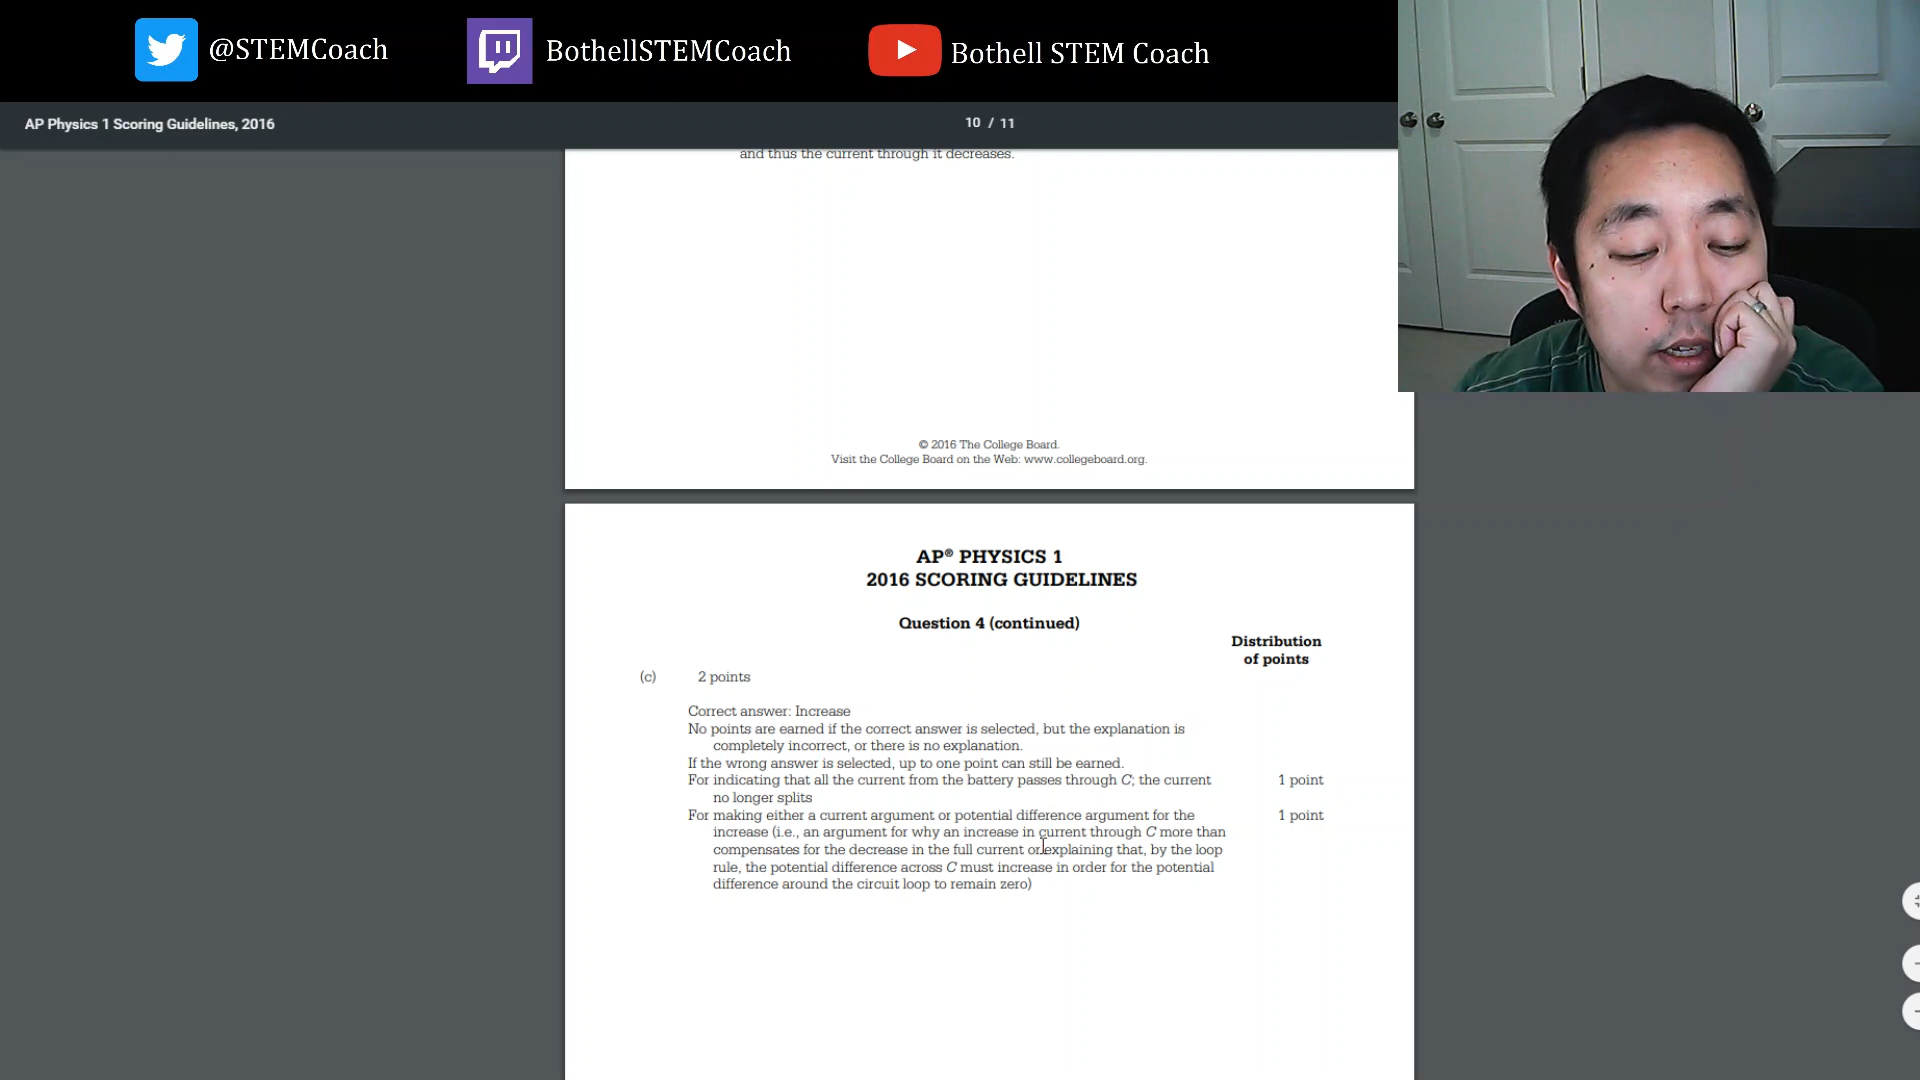 @STEMCoach
BothellSTEMCoach
Bothell STEM Coach
AP Physics 1 Scoring Guidelines, 2016
10 / 11
and thus the current through it decreases.
© 2016 The College Board.
Visit the College Board on the Web: www.collegeboard.org.
AP® PHYSICS 1
2016 SCORING GUIDELINES
Question 4 (continued)
Distribution
of points
(c) 2 points
Correct answer: Increase
No points are earned if the correct answer is selected, but the explanation is
completely incorrect, or there is no explanation.
If the wrong answer is selected, up to one point can still be earned.
For indicating that all the current from the battery passes through C; the current 1 point
no longer splits
For making either a current argument or potential difference argument for the 1 point
increase (i.e., an argument for why an increase in current through C more than
compensates for the decrease in the full current or explaining that, by the loop
rule, the potential difference across C must increase in order for the potential
difference around the circuit loop to remain zero)